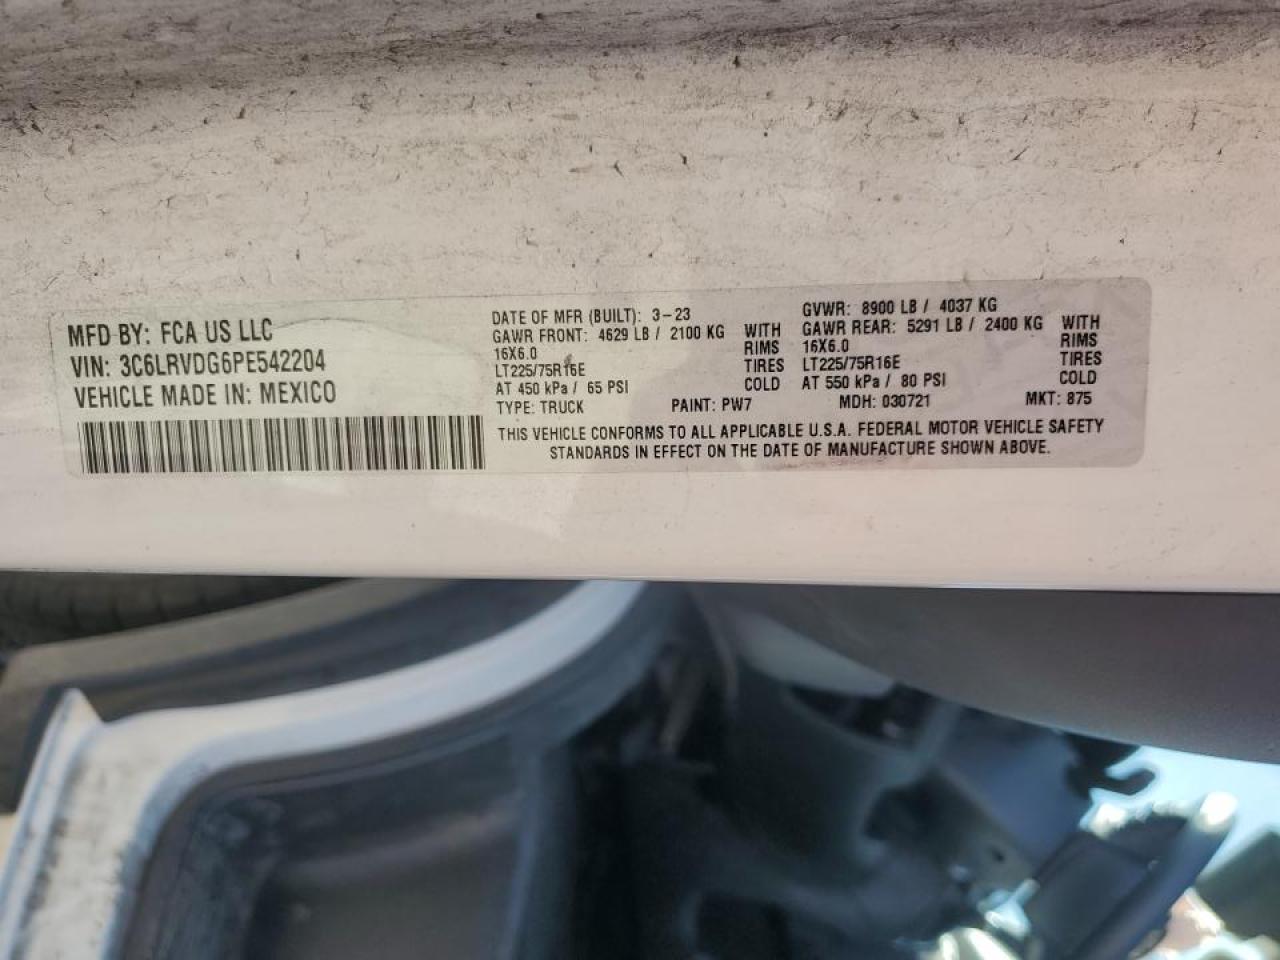 MFD BY: FCA US LLC
VIN: 3C6LRVDG6PE542204
VEHICLE MADE IN: MEXICO
DATE OF MFR (BUILT): 3-23
GAWR FRONT: 4629 LB / 2100 KG WITH
16X6.0 RIMS
LT225/75R16E TIRES
AT 450 kPa / 65 PSI COLD
GVWR: 8900 LB / 4037 KG
GAWR REAR: 5291 LB / 2400 KG WITH
16X6.0 RIMS
LT225/75R16E TIRES
AT 550 kPa / 80 PSI COLD
TYPE: TRUCK PAINT: PW7 MDH: 030721 MKT: 875
THIS VEHICLE CONFORMS TO ALL APPLICABLE U.S.A. FEDERAL MOTOR VEHICLE SAFETY
STANDARDS IN EFFECT ON THE DATE OF MANUFACTURE SHOWN ABOVE.